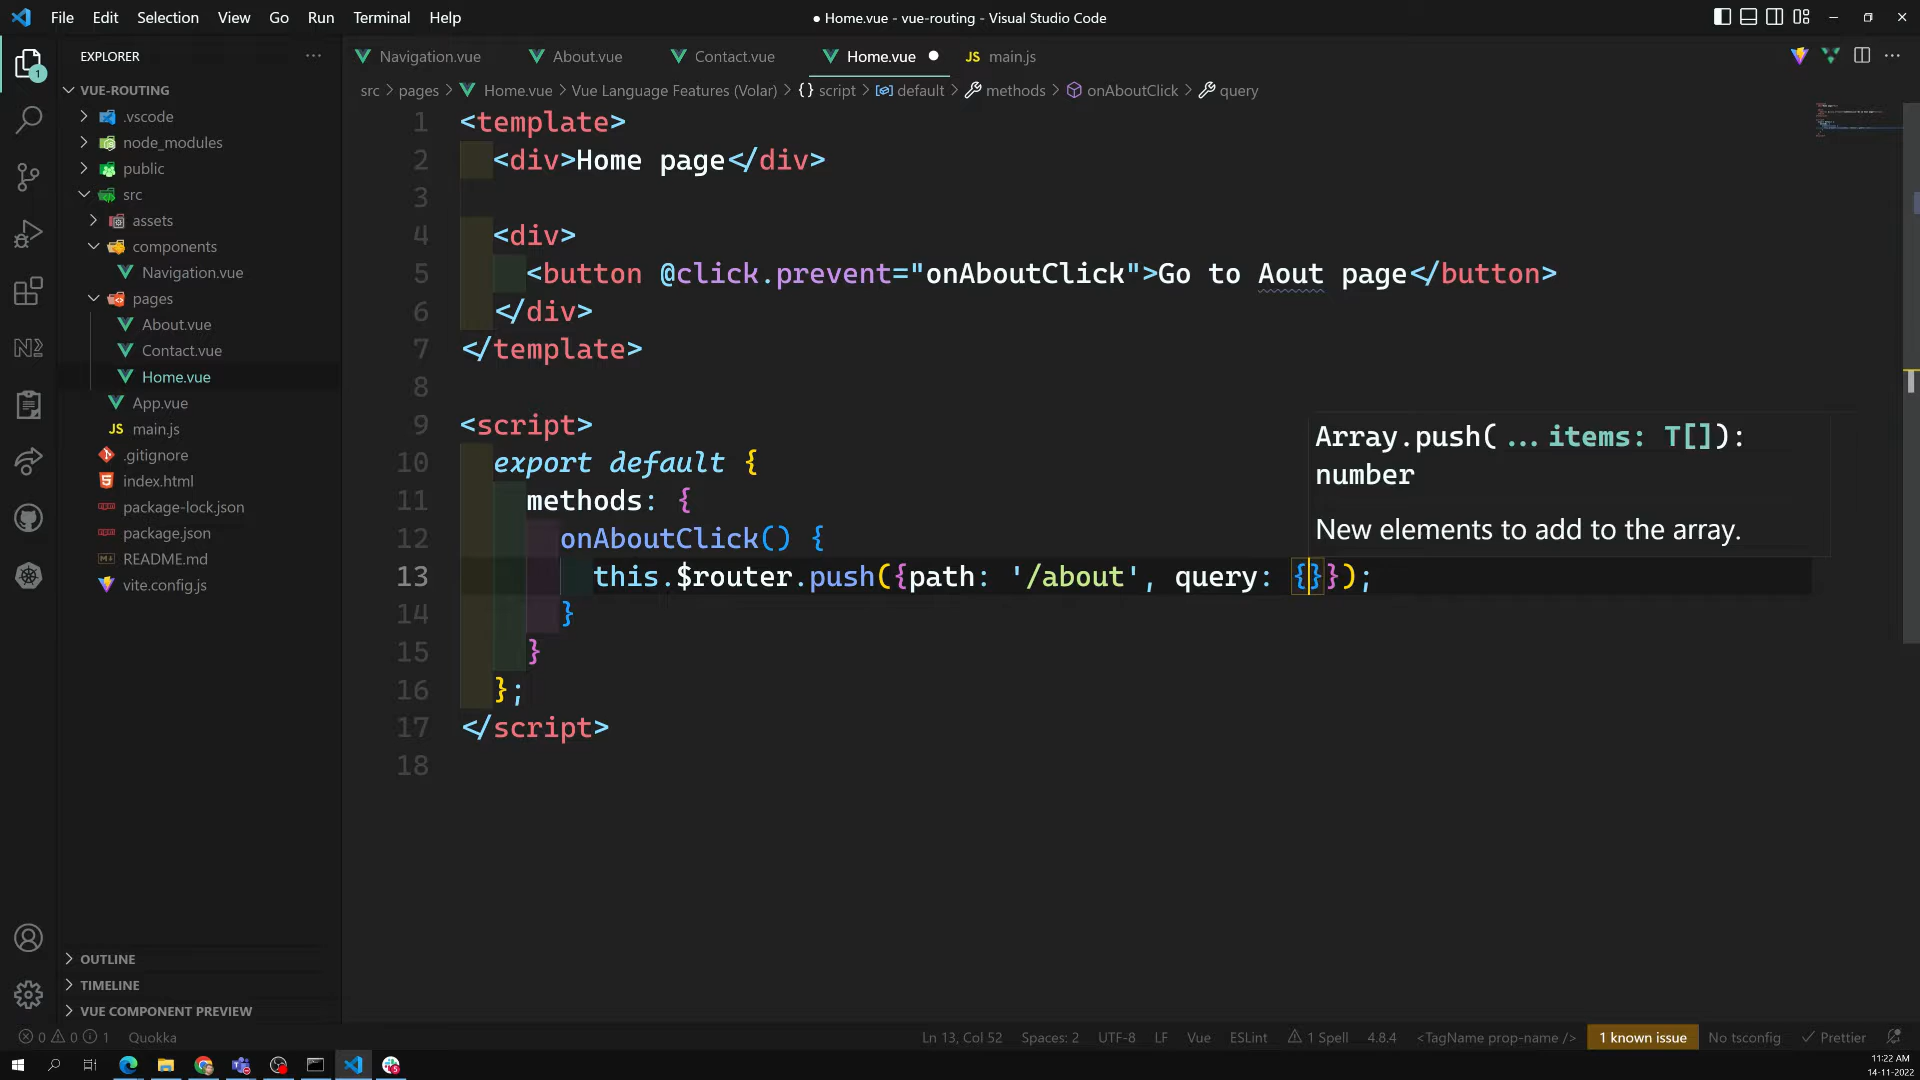 File Edit Selection View Go Run Terminal Help
● Home.vue - vue-routing - Visual Studio Code
EXPLORER
1
VUE-ROUTING
.vscode
node_modules
public
src
assets
components
Navigation.vue
pages
About.vue
Contact.vue
Home.vue
App.vue
JS main.js
.gitignore
index.html
package-lock.json
package.json
README.md
vite.config.js
OUTLINE
TIMELINE
VUE COMPONENT PREVIEW
Navigation.vue About.vue Contact.vue Home.vue ● JS main.js
src > pages > Home.vue > Vue Language Features (Volar) > {} script > default > methods > onAboutClick > query
1 <template>
2 <div>Home page</div>
3
4 <div>
5 <button @click.prevent="onAboutClick">Go to Aout page</button>
6 </div>
7 </template>
8
9 <script>
10 export default {
11 methods: {
12 onAboutClick() {
13 this.$router.push({path: '/about', query: {}});
14 }
15 }
16 };
17 </script>
18
Array.push(...items: T[]):
number
New elements to add to the array.
0 0 1 Quokka
Ln 13, Col 52 Spaces: 2 UTF-8 LF Vue ESLint 1 Spell 4.8.4 <TagName prop-name /> 1 known issue No tsconfig Prettier
11:22 AM
14-11-2022